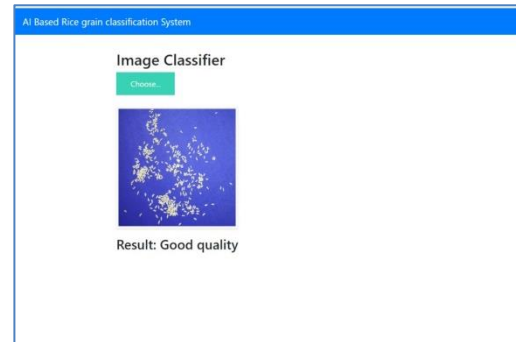 AI Based Rice grain classification System
Image Classifier
Choose...
Result: Good quality